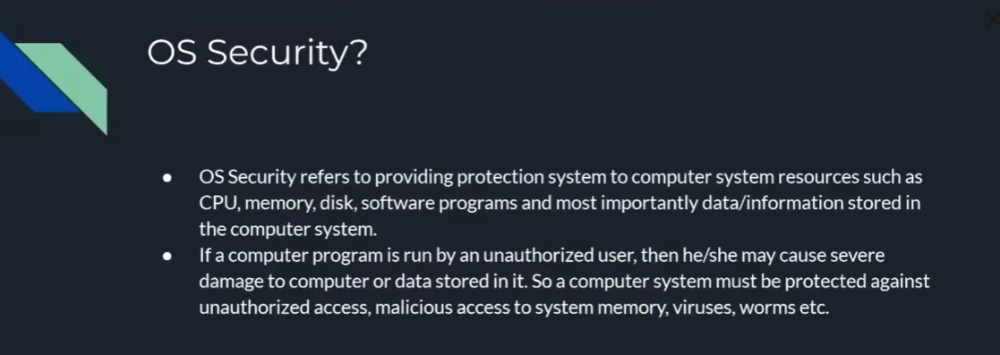 OS Security?
● OS Security refers to providing protection system to computer system resources such as
CPU, memory, disk, software programs and most importantly data/information stored in
the computer system.
● If a computer program is run by an unauthorized user, then he/she may cause severe
damage to computer or data stored in it. So a computer system must be protected against
unauthorized access, malicious access to system memory, viruses, worms etc.